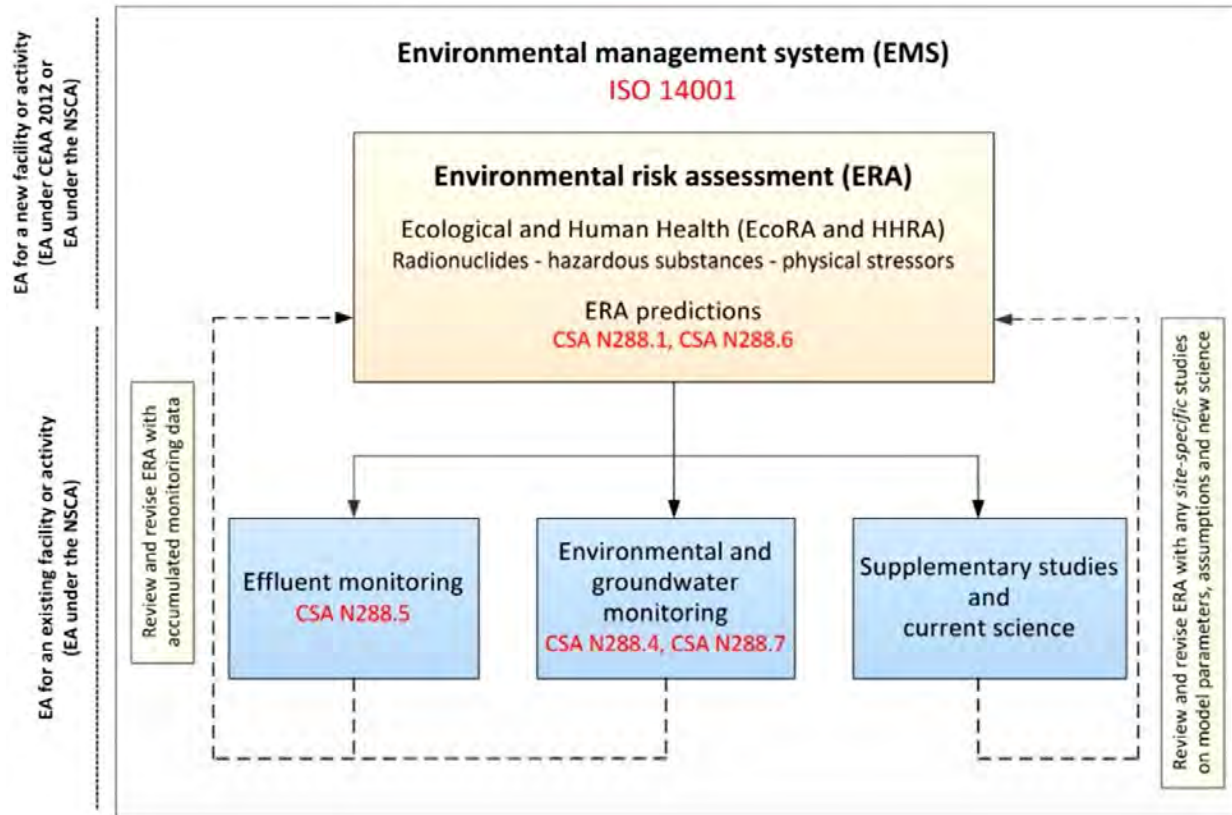 EA for a new facility or activity
(EA under CEAA 2012 or
EA under the NSCA)
EA for an existing facility or activity
(EA under the NSCA)
Environmental management system (EMS)
ISO 14001
Environmental risk assessment (ERA)
Ecological and Human Health (EcoRA and HHRA)
Radionuclides - hazardous substances - physical stressors
ERA predictions
CSA N288.1, CSA N288.6
Review and revise ERA with
accumulated monitoring data
Effluent monitoring
CSA N288.5
Environmental and
groundwater
monitoring
CSA N288.4, CSA N288.7
Supplementary studies
and
current science
Review and revise ERA with any site-specific studies
on model parameters, assumptions and new science